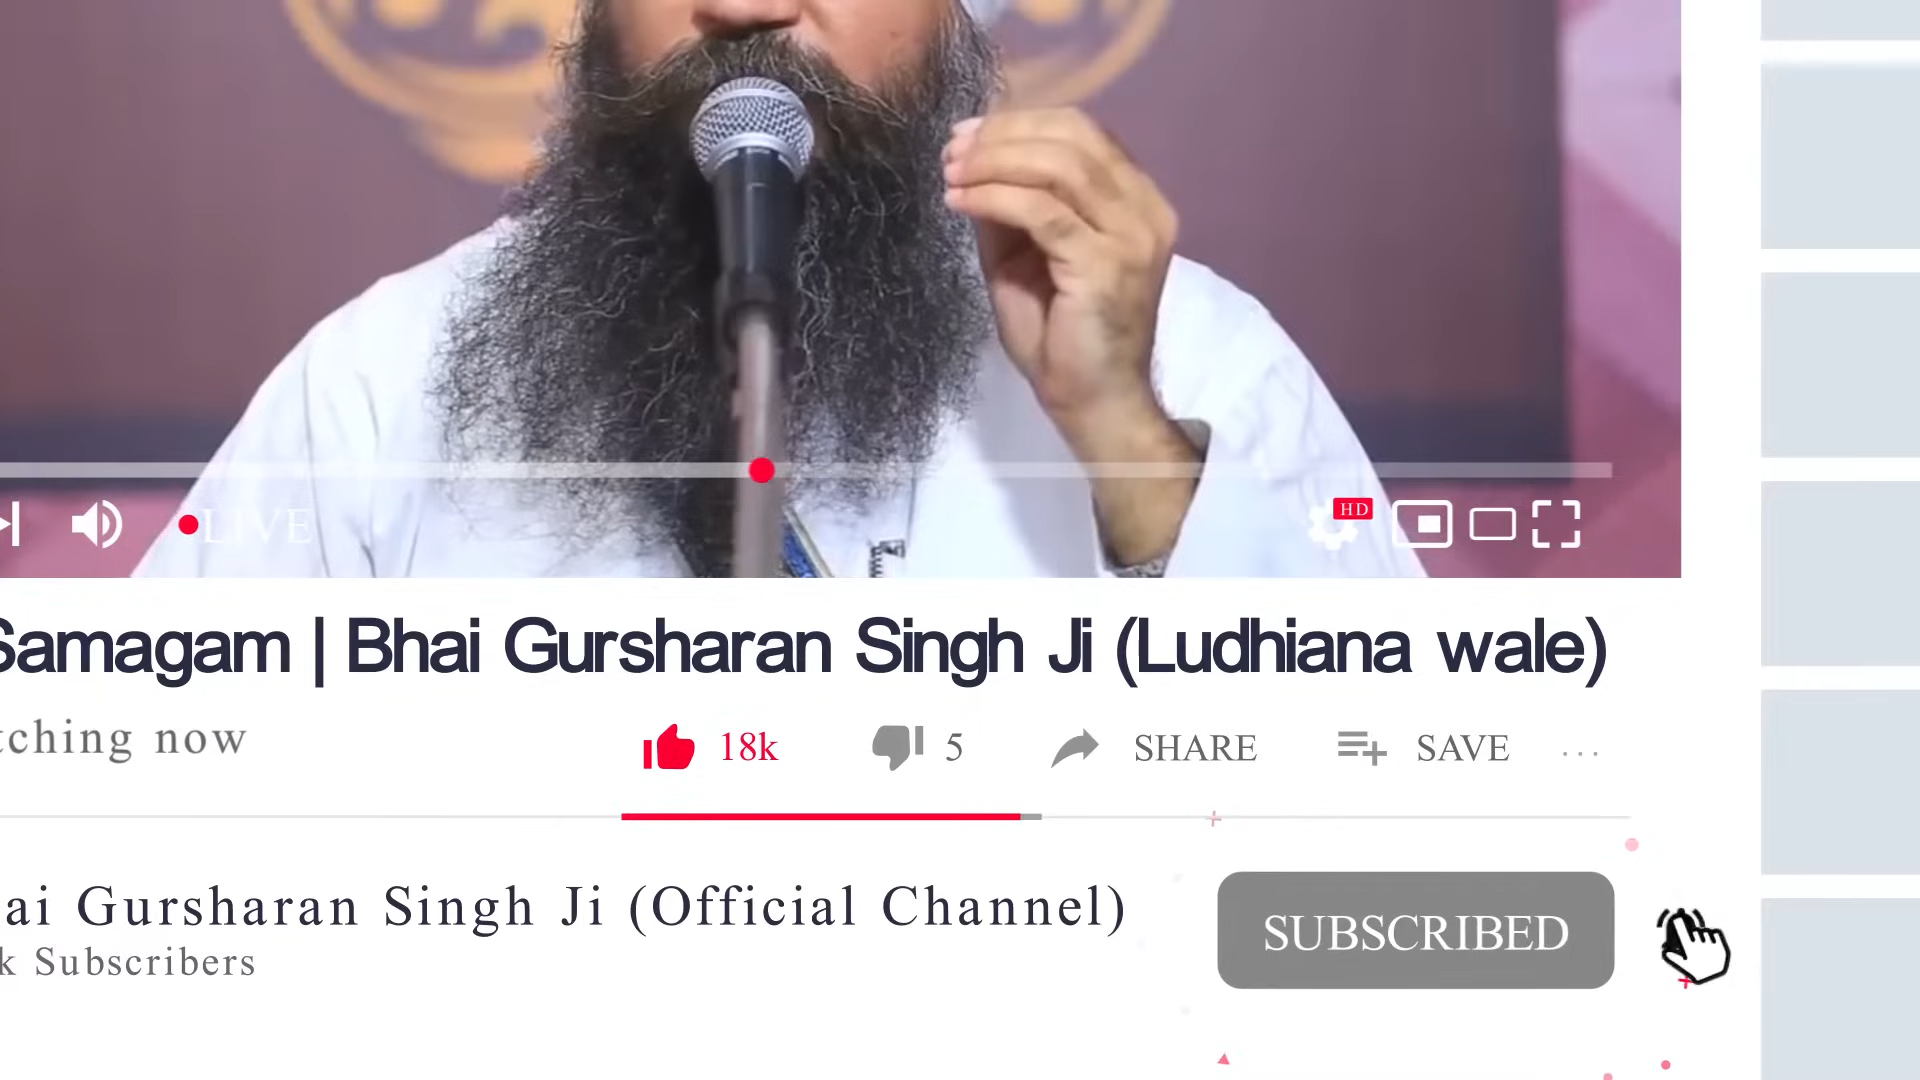 LIVE
HD
Samagam | Bhai Gursharan Singh Ji (Ludhiana wale)
tching now
18k
5
SHARE
SAVE
...
ai Gursharan Singh Ji (Official Channel)
SUBSCRIBED
k Subscribers